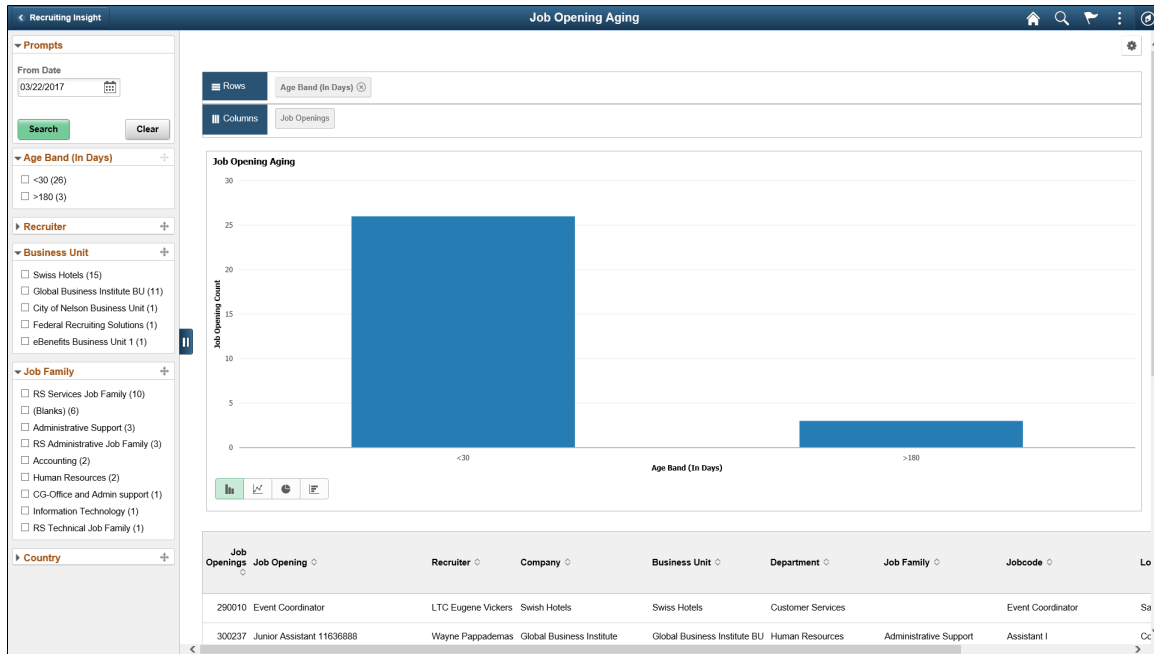 Recruiting Insight
Job Opening Aging
Prompts
From Date
03/22/2017
Search Clear
Age Band (In Days)
<30 (26)
>180 (3)
Recruiter
Business Unit
Swiss Hotels (15)
Global Business Institute BU (11)
City of Nelson Business Unit (1)
Federal Recruiting Solutions (1)
eBenefits Business Unit 1 (1)
Job Family
RS Services Job Family (10)
(Blanks) (6)
Administrative Support (3)
RS Administrative Job Family (3)
Accounting (2)
Human Resources (2)
CG-Office and Admin support (1)
Information Technology (1)
RS Technical Job Family (1)
Country
Rows Age Band (In Days)
Columns Job Openings
Job Opening Aging
30
25
20
15
10
5
0
Job Opening Count
<30 >180
Age Band (In Days)
Job Openings Job Opening Recruiter Company Business Unit Department Job Family Jobcode Lo
290010 Event Coordinator LTC Eugene Vickers Swish Hotels Swiss Hotels Customer Services Event Coordinator Sa
300237 Junior Assistant 11636888 Wayne Pappademas Global Business Institute Global Business Institute BU Human Resources Administrative Support Assistant I Cc